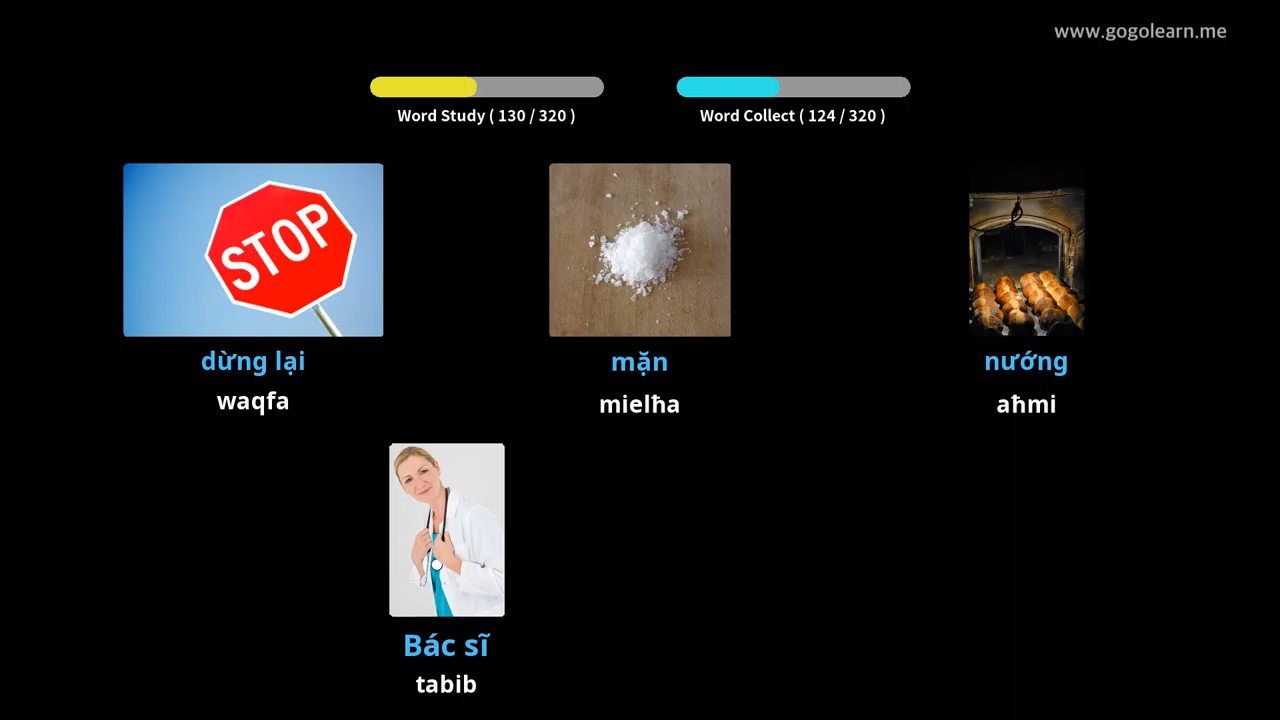 www.gogolearn.me
Word Study ( 130 / 320 )
Word Collect ( 124 / 320 )
STOP
dừng lại
waqfa
mặn
mielħa
nướng
aħmi
Bác sĩ
tabib